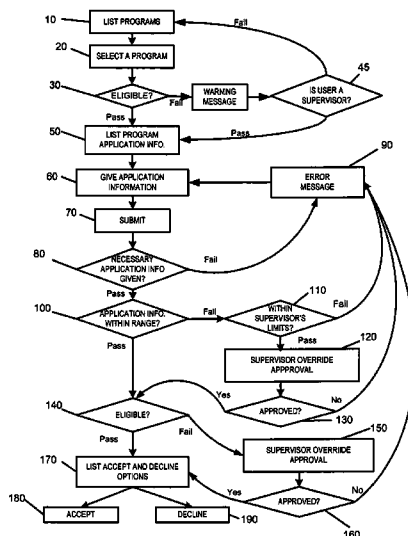 10
LIST PROGRAMS
Fail
20
SELECT A PROGRAM
45
30
ELIGIBLE?
Fail
WARNING
MESSAGE
IS USER A
SUPERVISOR?
Pass
Pass
50
LIST PROGRAM
APPLICATION INFO.
90
60
GIVE APPLICATION
INFORMATION
ERROR
MESSAGE
70
SUBMIT
80
NECESSARY
APPLICATION INFO
GIVEN?
Fail
Pass
100
APPLICATION INFO.
WITHIN RANGE?
Fail
110
WITHIN
SUPERVISOR'S
LIMITS?
Fail
Pass
Pass
120
SUPERVISOR OVERRIDE
APPPROVAL
Yes
No
APPROVED?
130
140
ELIGIBLE?
Pass
Fail
150
SUPERVISOR OVERRIDE
APPROVAL
170
LIST ACCEPT AND DECLINE
OPTIONS
Yes
No
APPROVED?
160
180
ACCEPT
DECLINE
190